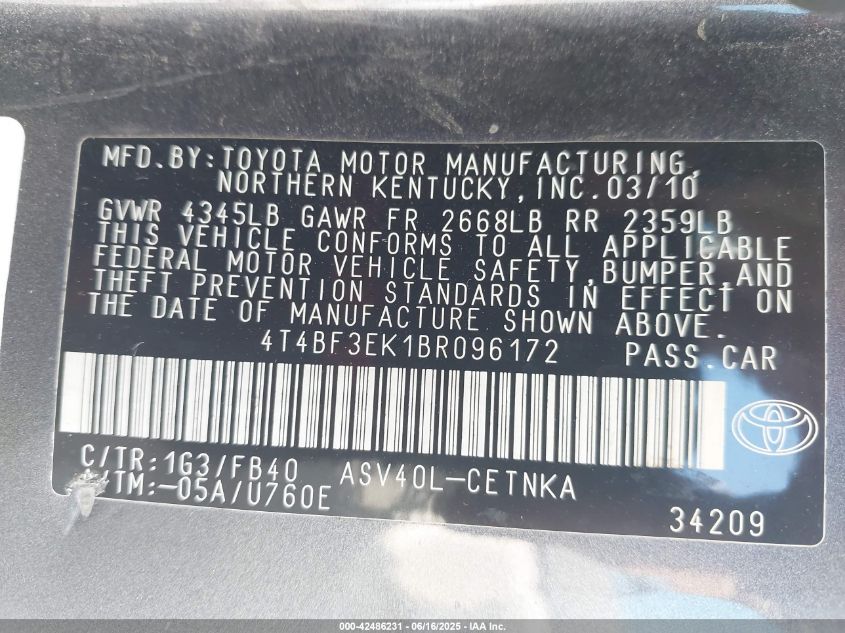 MFD.BY:TOYOTA MOTOR MANUFACTURING,
NORTHERN KENTUCKY,INC.03/10
GVWR 4345LB GAWR FR 2668LB RR 2359LB
THIS VEHICLE CONFORMS TO ALL APPLICABLE
FEDERAL MOTOR VEHICLE SAFETY,BUMPER,AND
THEFT PREVENTION STANDARDS IN EFFECT ON
THE DATE OF MANUFACTURE SHOWN ABOVE.
4T4BF3EK1BR096172 PASS.CAR
C/TR:1G3/FB40 ASV40L-CETNKA
/TM:-05A/U760E
34209
000-42486231 - 06/16/2025 - IAA Inc.